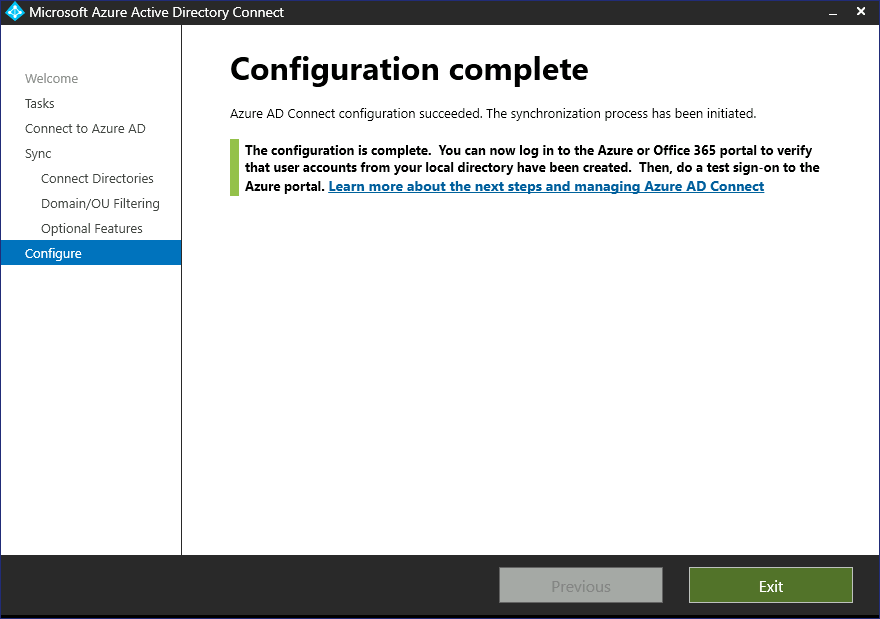 Microsoft Azure Active Directory Connect
Welcome
Tasks
Connect to Azure AD
Sync
Connect Directories
Domain/OU Filtering
Optional Features
Configure
Configuration complete
Azure AD Connect configuration succeeded. The synchronization process has been initiated.
The configuration is complete.  You can now log in to the Azure or Office 365 portal to verify
that user accounts from your local directory have been created.  Then, do a test sign-on to the
Azure portal. Learn more about the next steps and managing Azure AD Connect
Previous
Exit